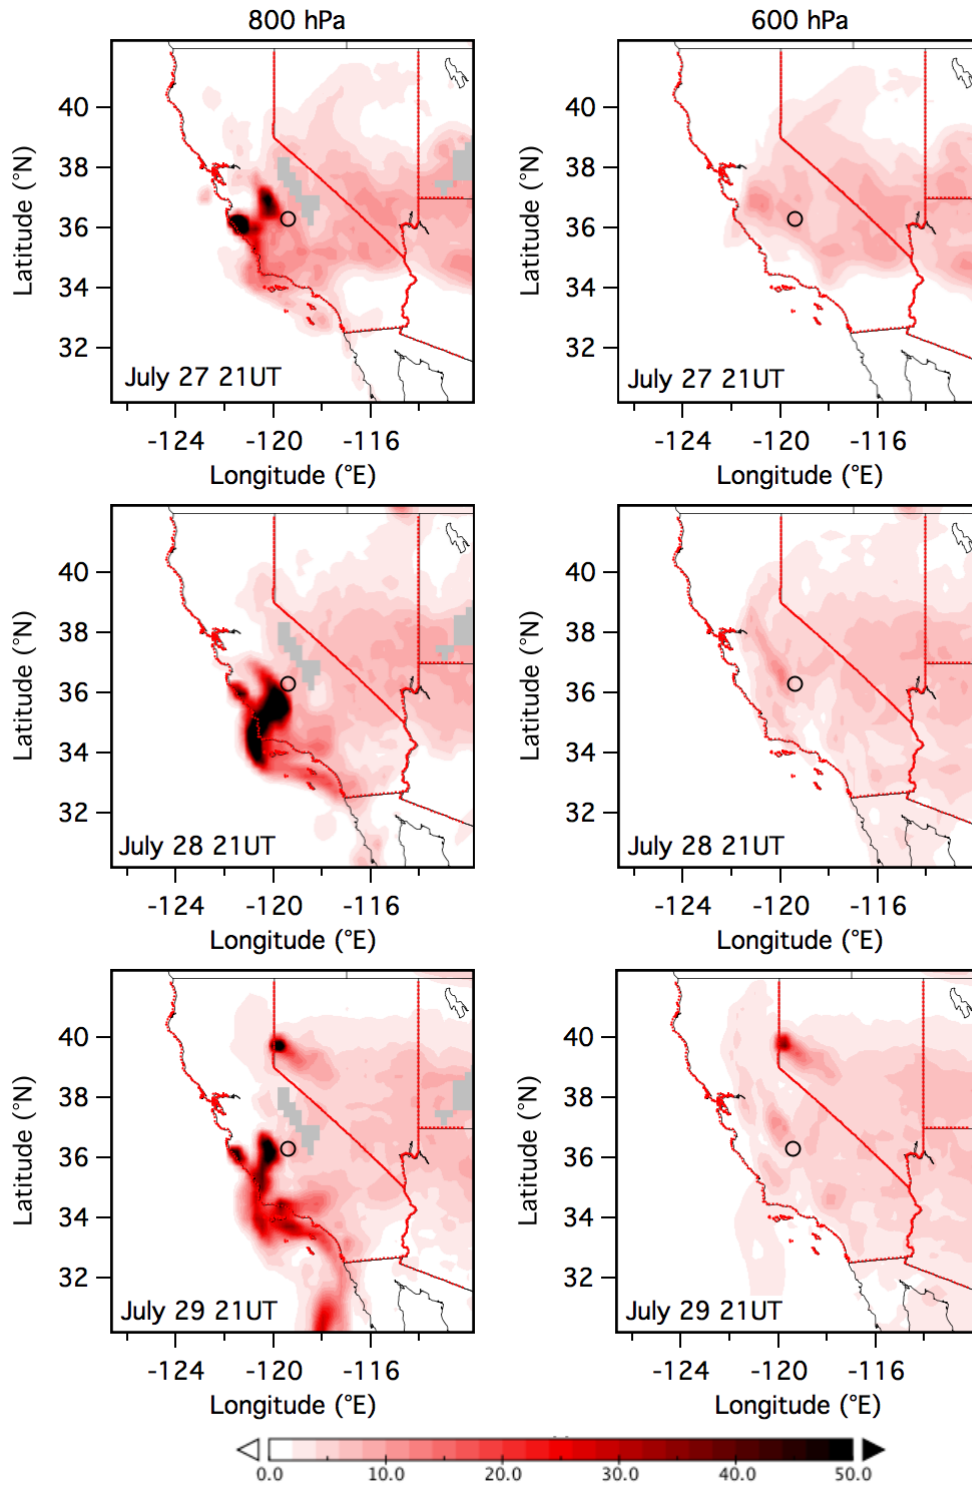 800 hPa
600 hPa
Latitude (°N)
40
38
36
34
32
July 27 21UT
-124 -120 -116
Longitude (°E)
Latitude (°N)
40
38
36
34
32
July 27 21UT
-124 -120 -116
Longitude (°E)
Latitude (°N)
40
38
36
34
32
July 28 21UT
-124 -120 -116
Longitude (°E)
Latitude (°N)
40
38
36
34
32
July 28 21UT
-124 -120 -116
Longitude (°E)
Latitude (°N)
40
38
36
34
32
July 29 21UT
-124 -120 -116
Longitude (°E)
Latitude (°N)
40
38
36
34
32
July 29 21UT
-124 -120 -116
Longitude (°E)
0.0 10.0 20.0 30.0 40.0 50.0